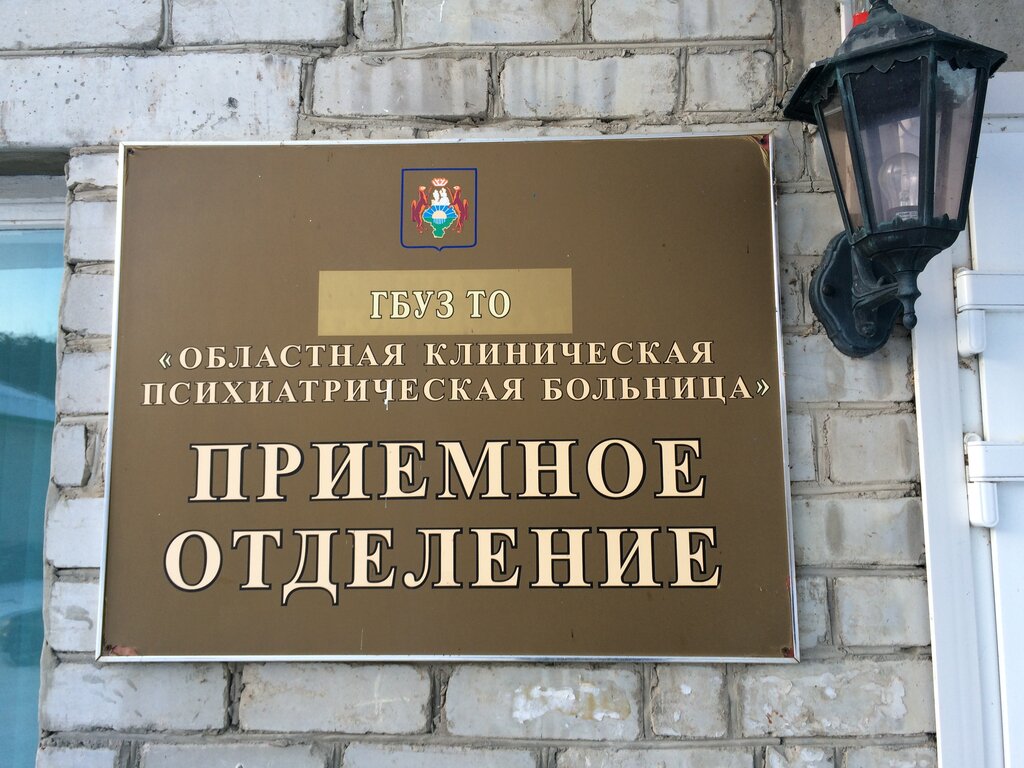 ГБУЗ ТО
«ОБЛАСТНАЯ КЛИНИЧЕСКАЯ
ПСИХИАТРИЧЕСКАЯ БОЛЬНИЦА»
ПРИЕМНОЕ
ОТДЕЛЕНИЕ